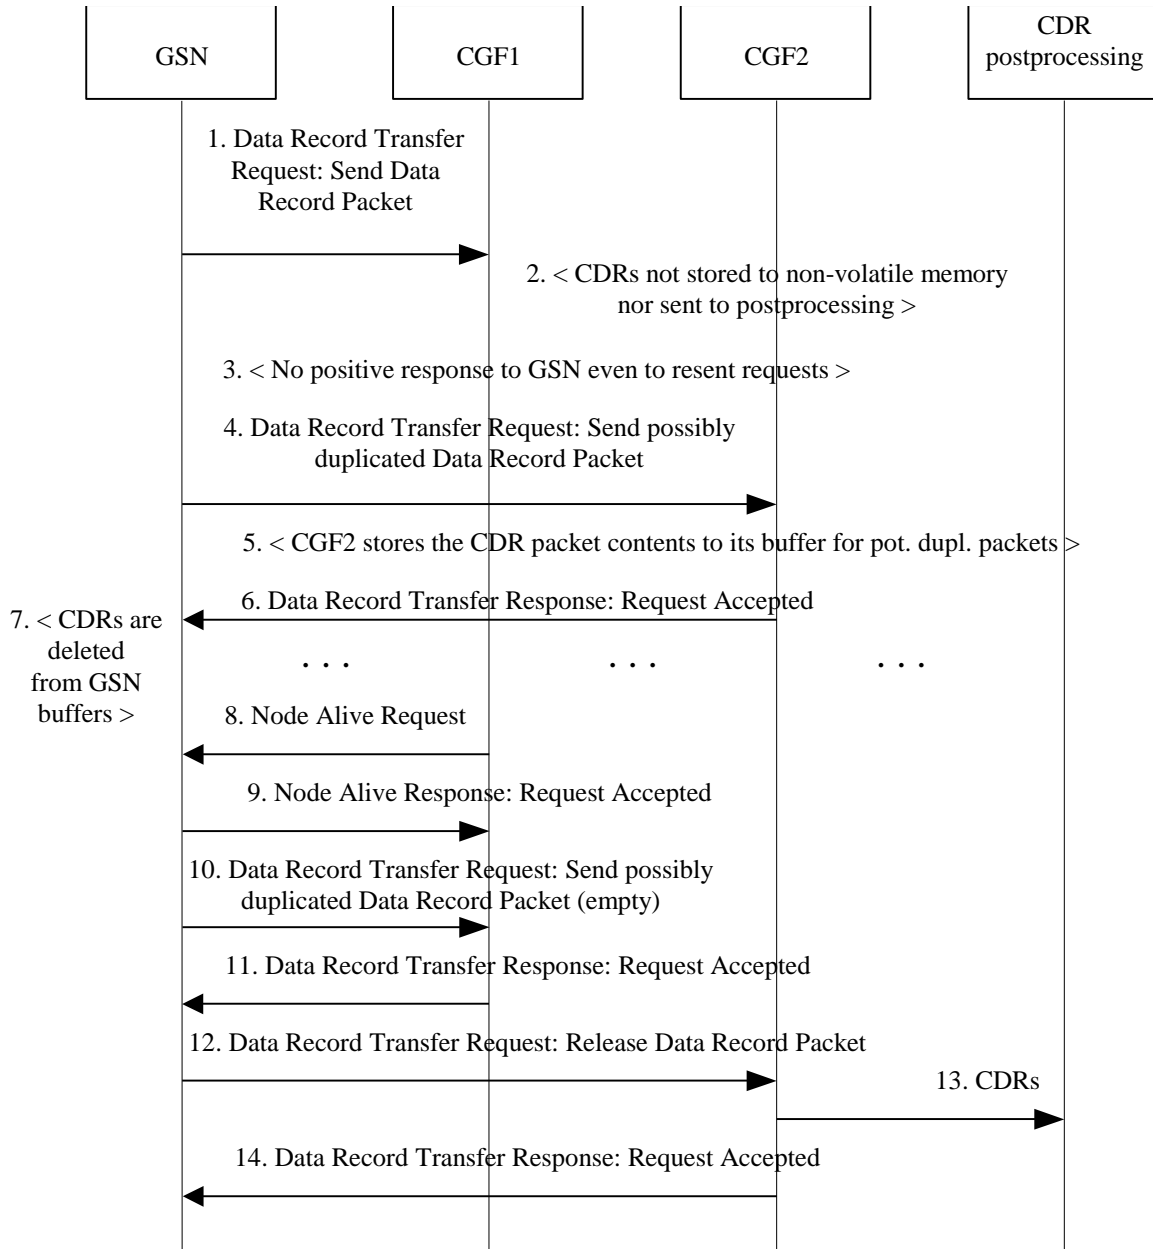 GSN
CGF1
CGF2
CDR
postprocessing
1. Data Record Transfer
Request: Send Data
Record Packet
2. < CDRs not stored to non-volatile memory
nor sent to postprocessing >
3. < No positive response to GSN even to resent requests >
4. Data Record Transfer Request: Send possibly
duplicated Data Record Packet
5. < CGF2 stores the CDR packet contents to its buffer for pot. dupl. packets >
6. Data Record Transfer Response: Request Accepted
7. < CDRs are
deleted
from GSN
buffers >
. . .
. . .
. . .
8. Node Alive Request
9. Node Alive Response: Request Accepted
10. Data Record Transfer Request: Send possibly
duplicated Data Record Packet (empty)
11. Data Record Transfer Response: Request Accepted
12. Data Record Transfer Request: Release Data Record Packet
13. CDRs
14. Data Record Transfer Response: Request Accepted